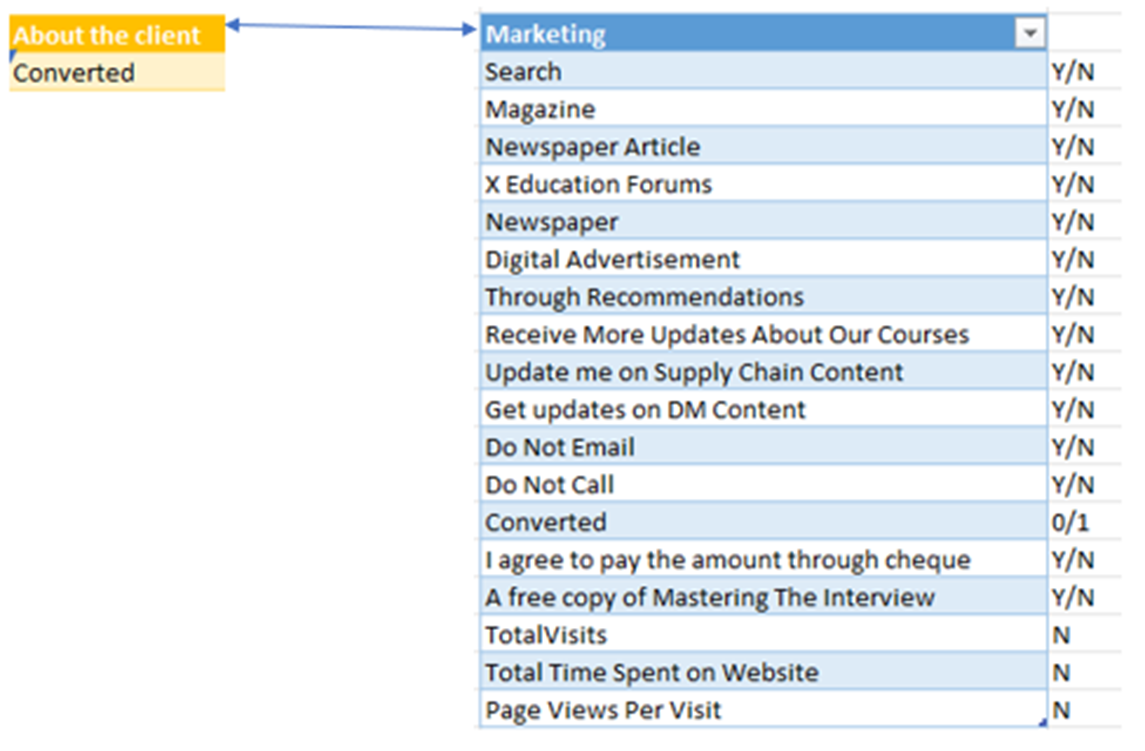 About the client
Converted
Marketing
Search Y/N
Magazine Y/N
Newspaper Article Y/N
X Education Forums Y/N
Newspaper Y/N
Digital Advertisement Y/N
Through Recommendations Y/N
Receive More Updates About Our Courses Y/N
Update me on Supply Chain Content Y/N
Get updates on DM Content Y/N
Do Not Email Y/N
Do Not Call Y/N
Converted 0/1
I agree to pay the amount through cheque Y/N
A free copy of Mastering The Interview Y/N
TotalVisits N
Total Time Spent on Website N
Page Views Per Visit N